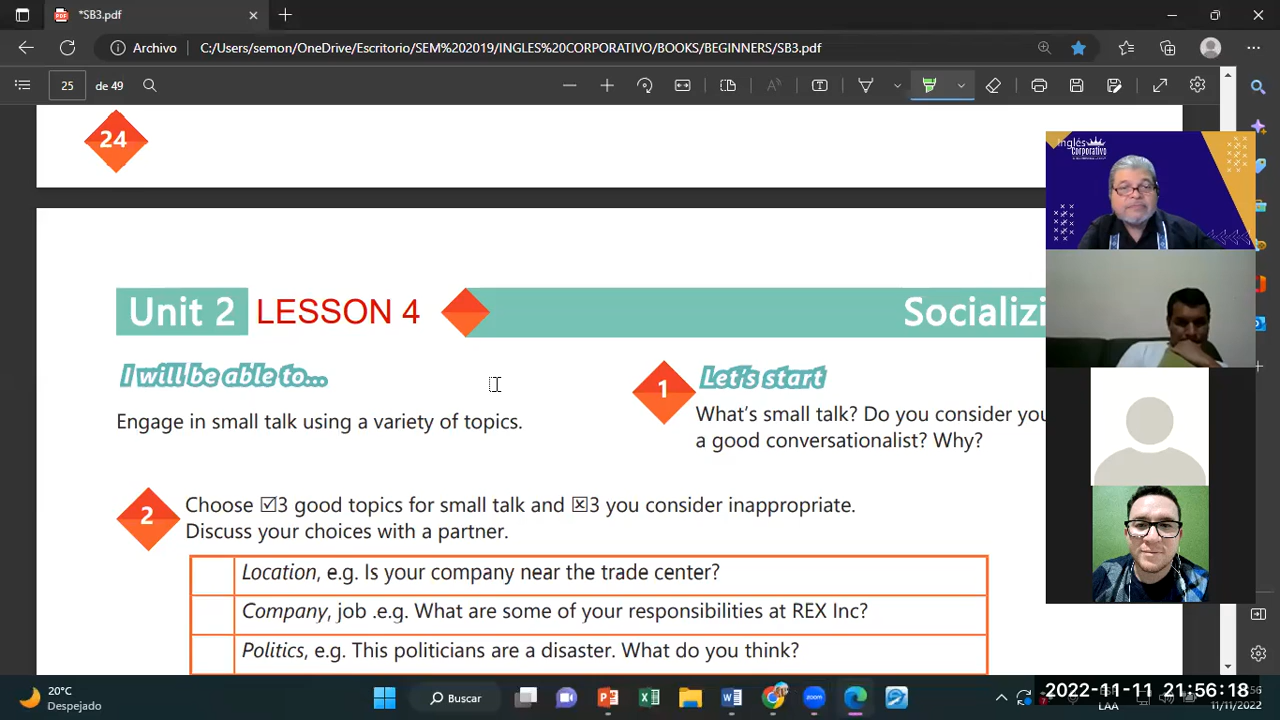 *SB3.pdf
Archivo
C:/Users/semon/OneDrive/Escritorio/SEM%202019/INGLES%20CORPORATIVO/BOOKS/BEGINNERS/SB3.pdf
25
de 49
24
Unit 2
LESSON 4
Socializi
I will be able to...
Engage in small talk using a variety of topics.
1
Let's start
What's small talk? Do you consider you
a good conversationalist? Why?
2
Choose ☑3 good topics for small talk and ☒3 you consider inappropriate.
Discuss your choices with a partner.
Location, e.g. Is your company near the trade center?
Company, job .e.g. What are some of your responsibilities at REX Inc?
Politics, e.g. This politicians are a disaster. What do you think?
Inglés
Corporativo
20°C
Despejado
Buscar
2022-11-11 21:56:18
LAA
11/11/2022